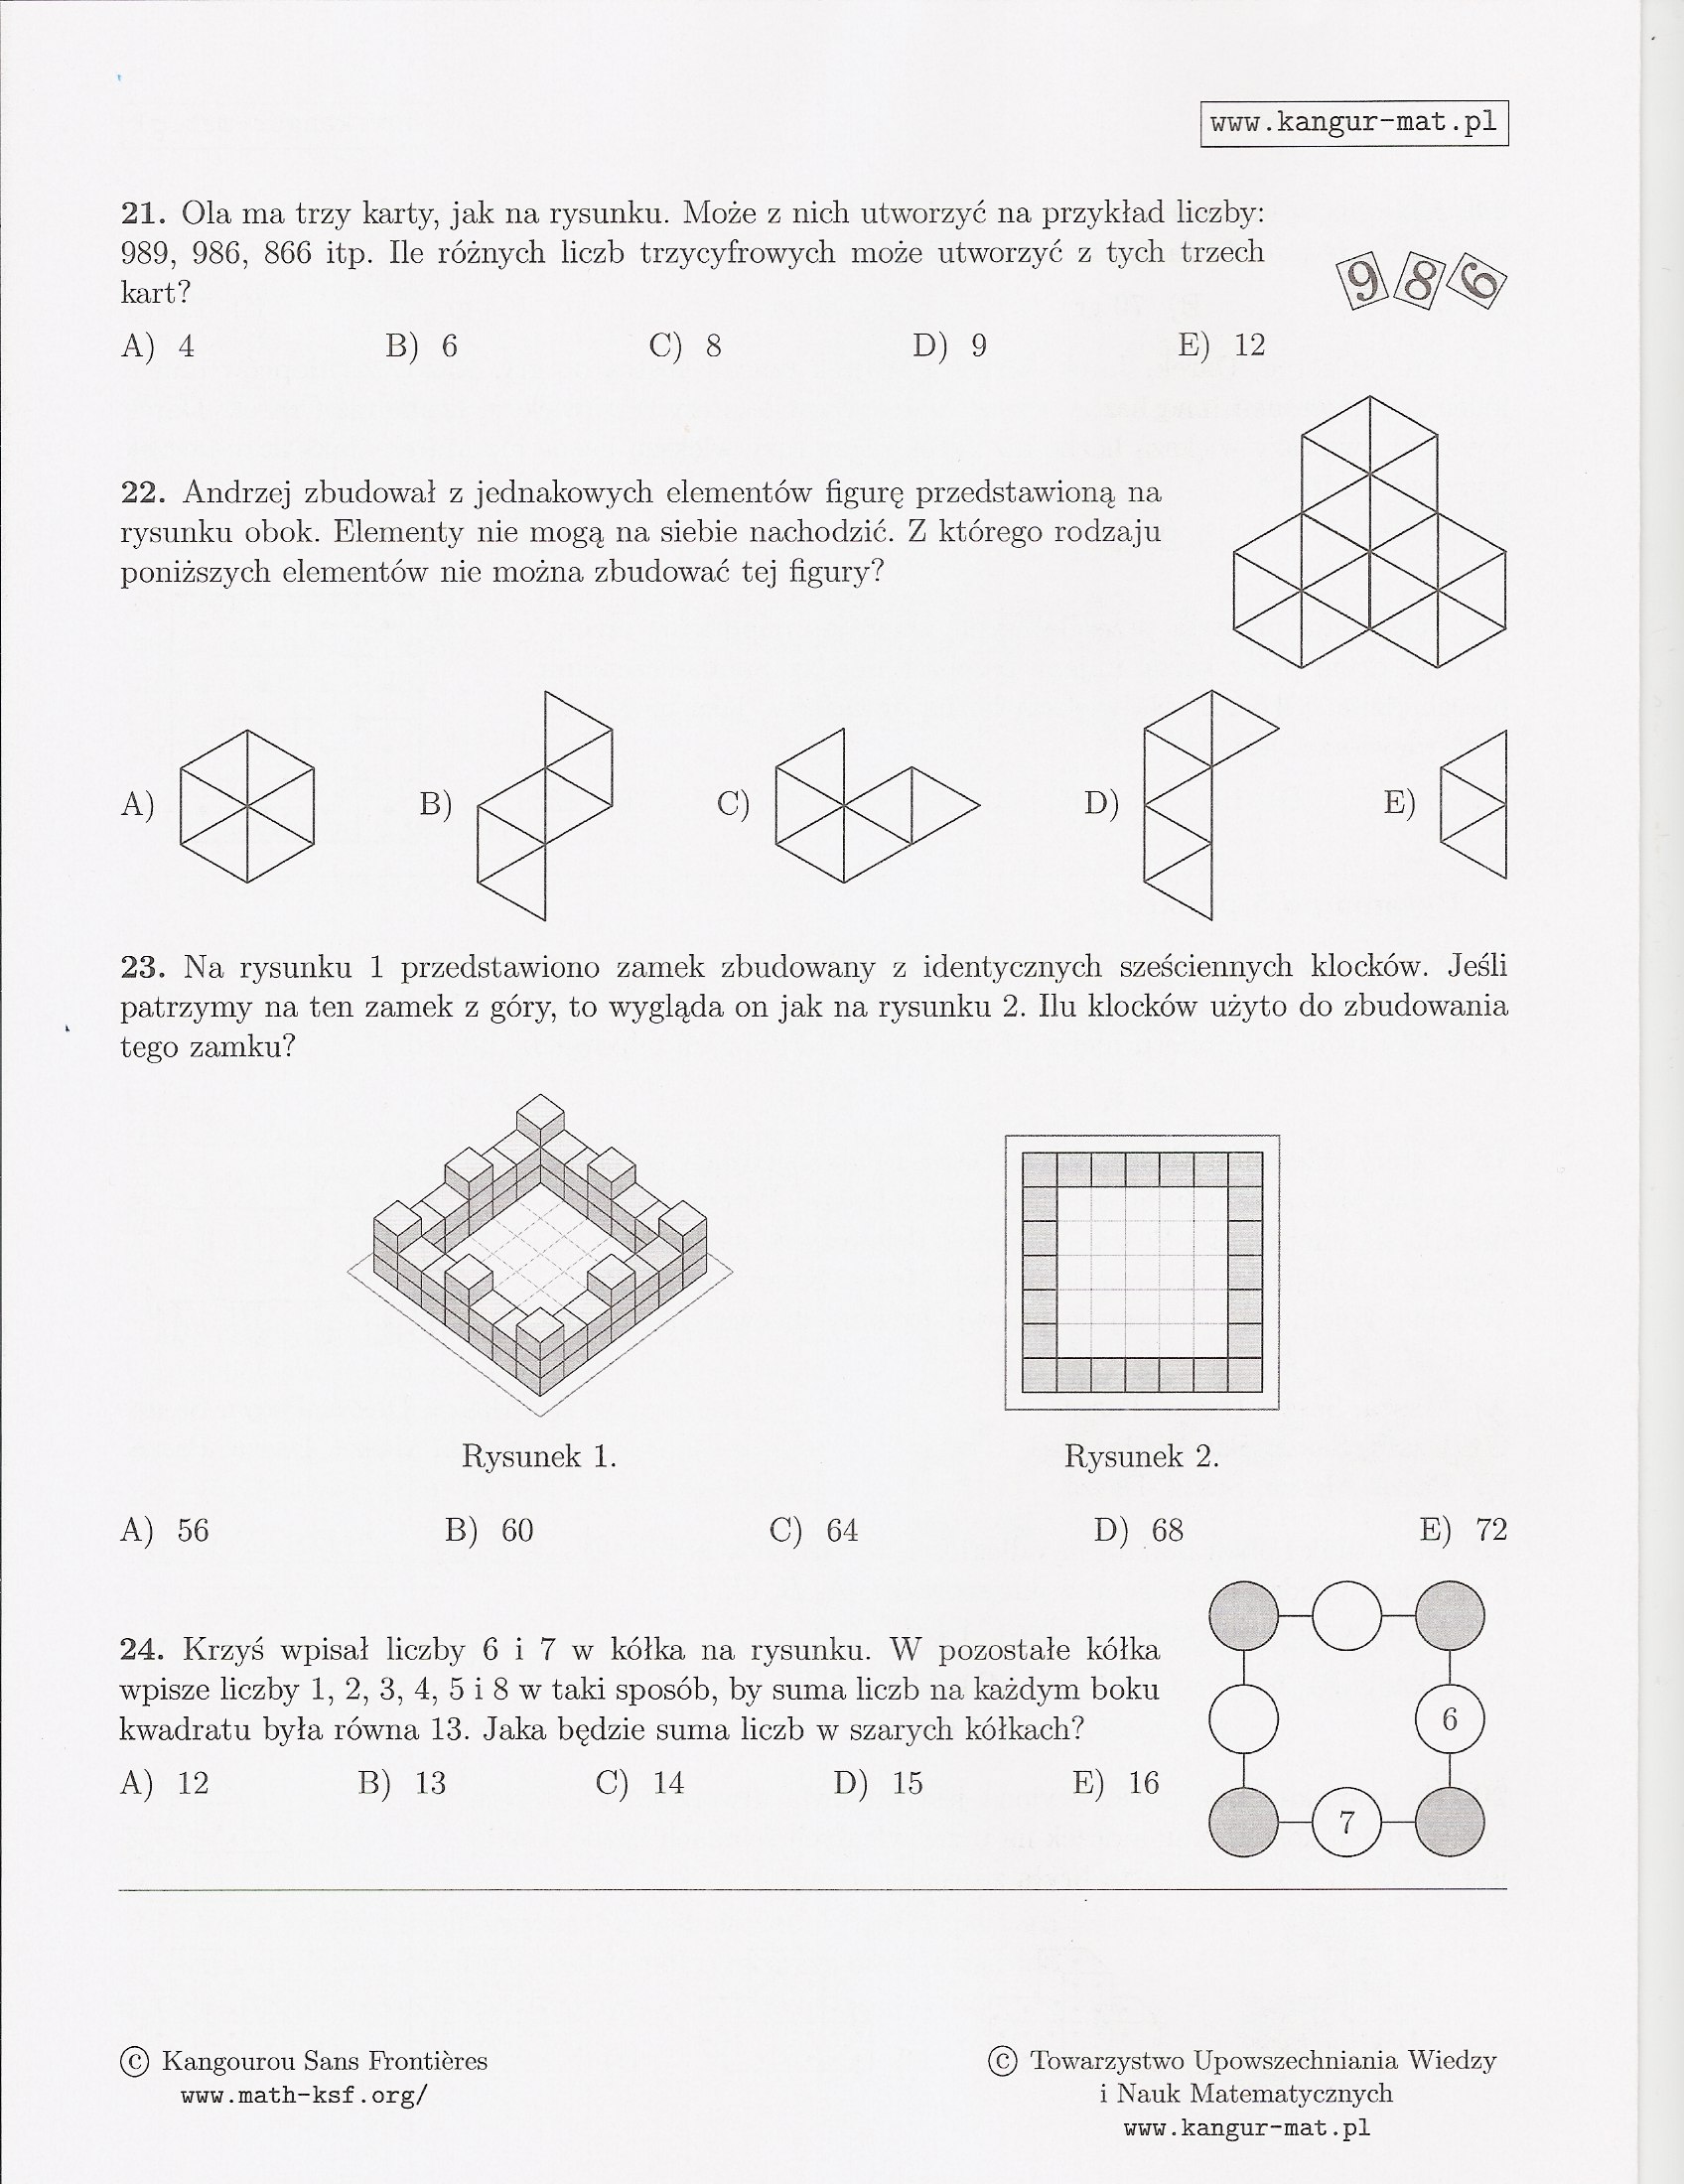 www.kangur-mat.pl
21. Ola ma trzy karty, jak na rysunku. Może z nich utworzyć na przykład liczby:
989, 986, 866 itp. Ile różnych liczb trzycyfrowych może utworzyć z tych trzech
kart?
9 8 6
A) 4 B) 6 C) 8 D) 9 E) 12
22. Andrzej zbudował z jednakowych elementów figurę przedstawioną na
rysunku obok. Elementy nie mogą na siebie nachodzić. Z którego rodzaju
poniższych elementów nie można zbudować tej figury?
A) B) C) D) E)
23. Na rysunku 1 przedstawiono zamek zbudowany z identycznych sześciennych klocków. Jeśli
patrzymy na ten zamek z góry, to wygląda on jak na rysunku 2. Ilu klocków użyto do zbudowania
tego zamku?
Rysunek 1. Rysunek 2.
A) 56 B) 60 C) 64 D) 68 E) 72
24. Krzyś wpisał liczby 6 i 7 w kółka na rysunku. W pozostałe kółka
wpisze liczby 1, 2, 3, 4, 5 i 8 w taki sposób, by suma liczb na każdym boku
kwadratu była równa 13. Jaka będzie suma liczb w szarych kółkach?
A) 12 B) 13 C) 14 D) 15 E) 16
6
7
© Kangourou Sans Frontières
www.math-ksf.org/
© Towarzystwo Upowszechniania Wiedzy
i Nauk Matematycznych
www.kangur-mat.pl